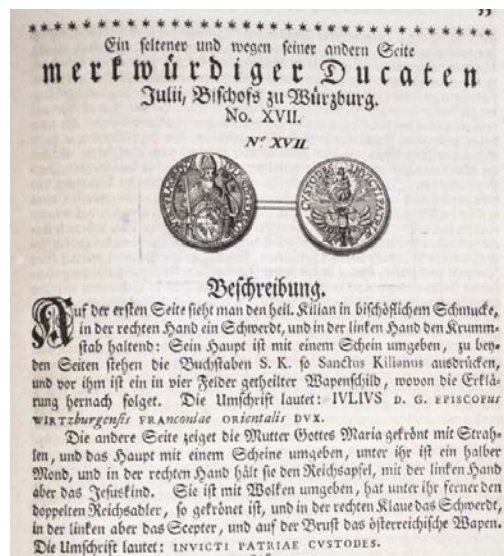 Ein seltener und wegen seiner andern Seite
merkwürdiger Ducaten
Julii, Bischofs zu Würzburg.
No. XVII.
N.º XVII
CVSTODES INVICTI PATRIÆ
Beschreibung.
Auf der ersten Seite sieht man den heil. Kilian in bischöflichem Schmucke,
in der rechten Hand ein Schwerdt, und in der linken Hand den Krumm-
stab haltend: Sein Haupt ist mit einem Schein umgeben, zu bey-
den Seiten stehen die Buchstaben S. K. so Sanctus Kilianus ausdrücken,
und vor ihm ist ein in vier Felder getheilter Wapenschild, wovon die Erklä-
rung hernach folget. Die Umschrift lautet: IVLIVS D. G. EPISCOPUS
WIRTZburgensis FRANconiae ORientalis DVX.
Die andere Seite zeiget die Mutter Gottes Maria gekrönt mit Strah-
len, und das Haupt mit einem Scheine umgeben, unter ihr ist ein halber
Mond, und in der rechten Hand hält sie den Reichsapfel, mit der linken Hand
aber das Jesuskind. Sie ist mit Wolken umgeben, hat unter ihr ferner den
doppelten Reichsadler, so gekrönet ist, und in der rechten Klaue das Schwerdt,
in der linken aber das Scepter, und auf der Brust das österreichische Wapen.
Die Umschrift lautet: INVICTI PATRIAE CVSTODES.